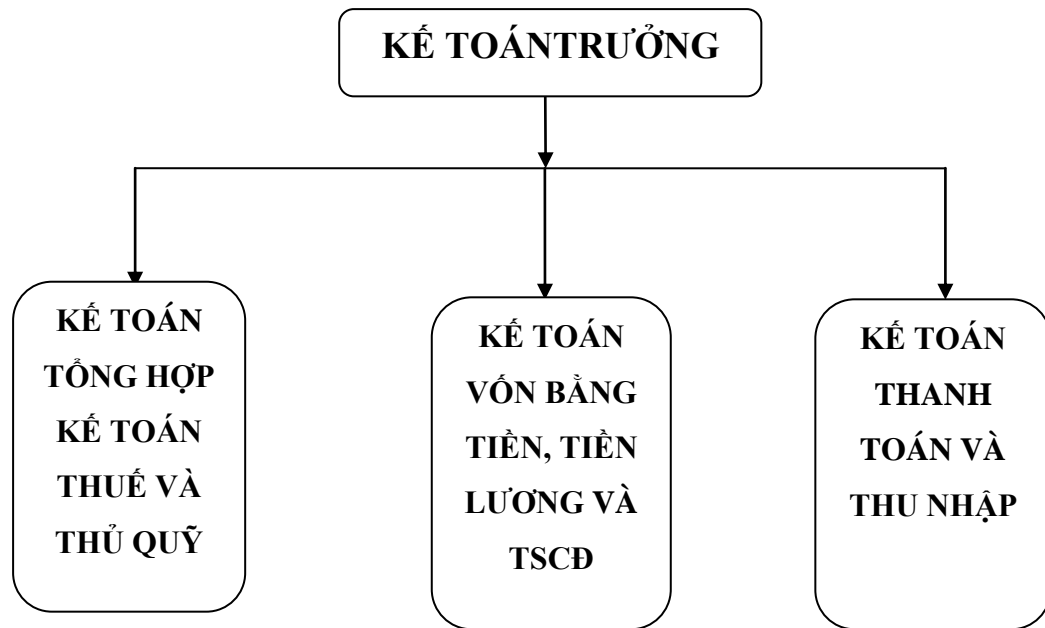 KẾ TOÁNTRƯỞNG
KẾ TOÁN
TỔNG HỢP
KẾ TOÁN
THUẾ VÀ
THỦ QUỸ
KẾ TOÁN
VỐN BẰNG
TIỀN, TIỀN
LƯƠNG VÀ
TSCĐ
KẾ TOÁN
THANH
TOÁN VÀ
THU NHẬP